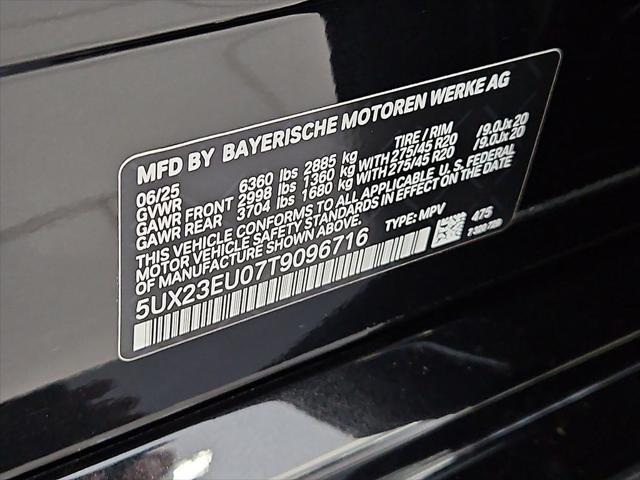 MFD BY BAYERISCHE MOTOREN WERKE AG
06/25 TIRE / RIM
GVWR 6360 lbs 2885 kg
GAWR FRONT 2998 lbs 1360 kg WITH 275/45 R20 /9.0Jx20
GAWR REAR 3704 lbs 1680 kg WITH 275/45 R20 /9.0Jx20
THIS VEHICLE CONFORMS TO ALL APPLICABLE U.S. FEDERAL
MOTOR VEHICLE SAFETY STANDARDS IN EFFECT ON THE DATE
OF MANUFACTURE SHOWN ABOVE.
TYPE: MPV 475
5UX23EU07T9096716